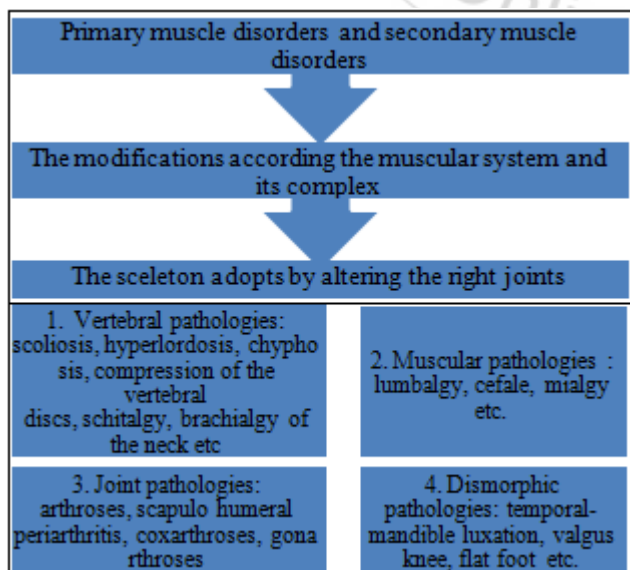 Primary muscle disorders and secondary muscle
disorders
The modifications according the muscular system and
its complex
The sceleton adopts by altering the right joints
1. Vertebral pathologies:
scoliosis, hyperlordosis, chypho
sis, compression of the
vertebral
discs, schitalgy, brachialgy of
the neck etc
2. Muscular pathologies :
lumbalgy, cefale, mialgy
etc.
3. Joint pathologies:
arthroses, scapulo humeral
periarthritis, coxarthroses, gona
rthroses
4. Dismorphic
pathologies: temporal-
mandible luxation, valgus
knee, flat foot etc.